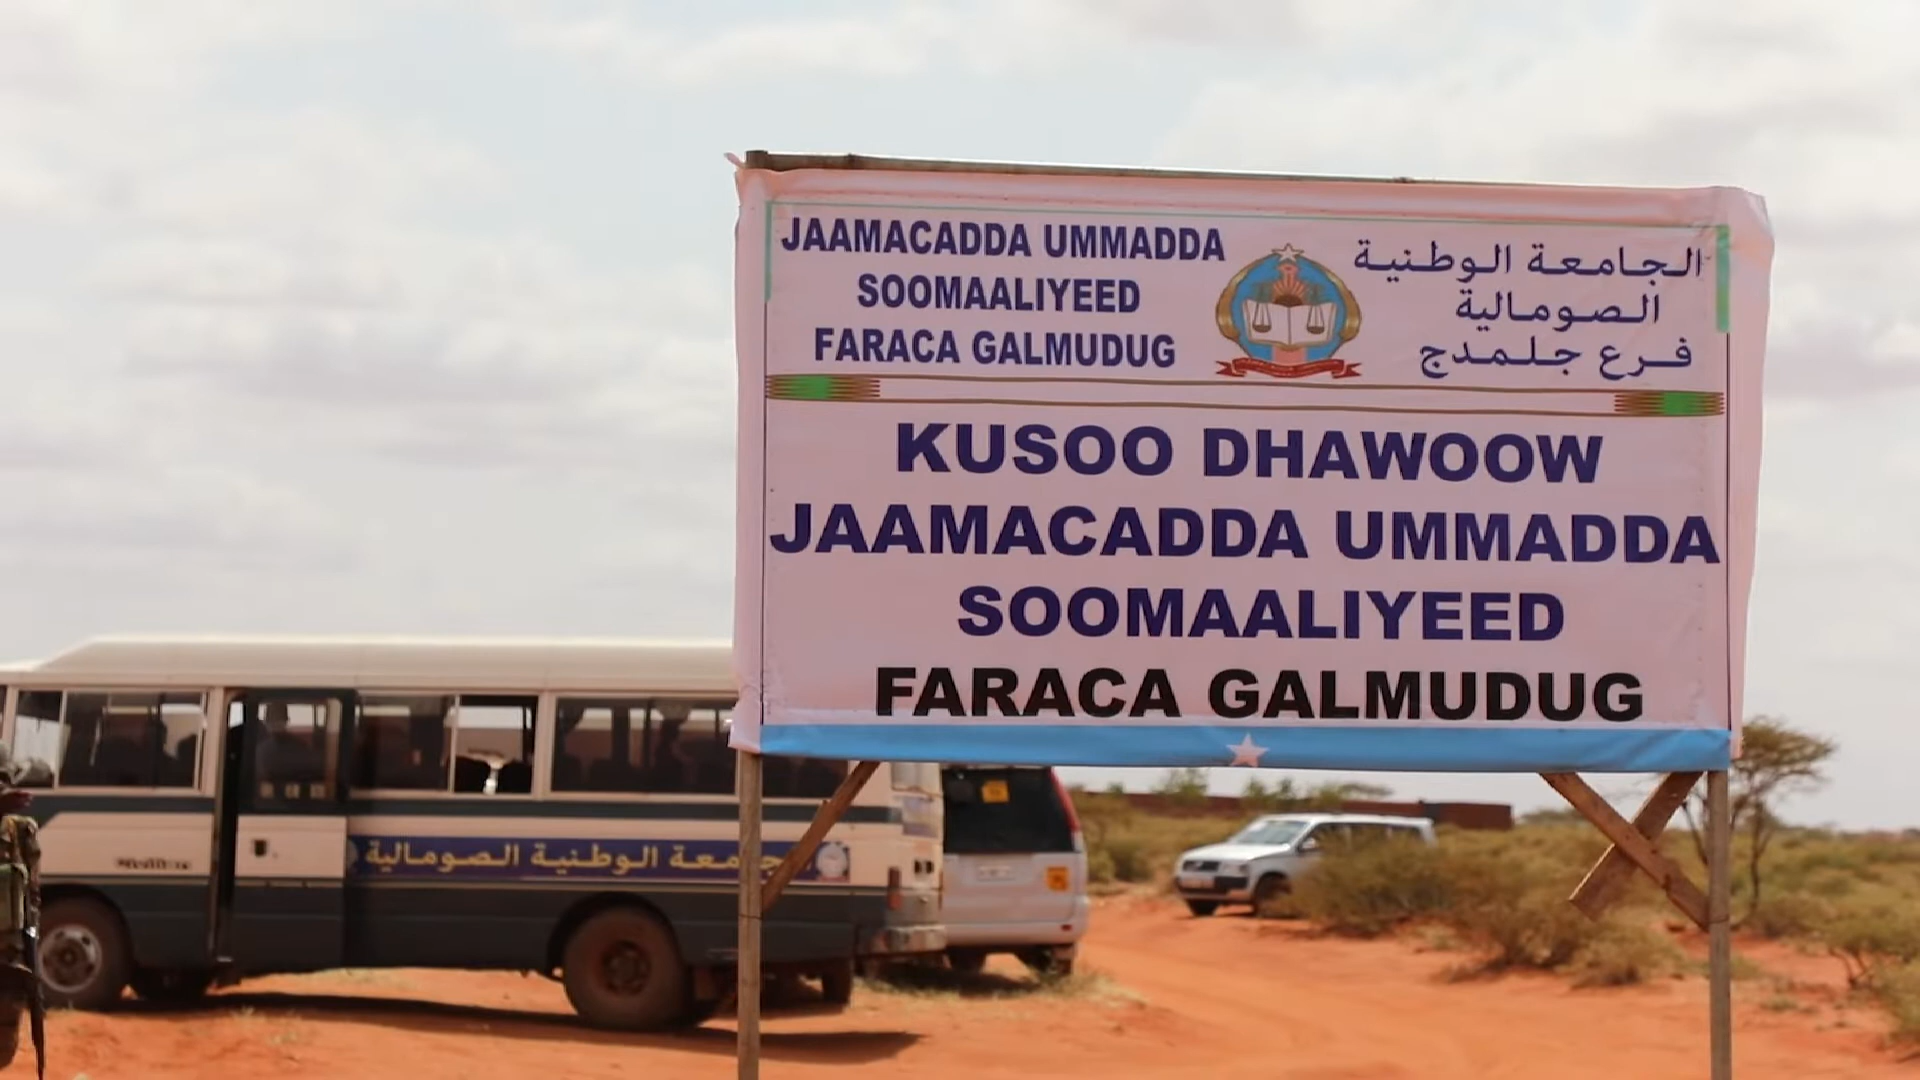 JAAMACADDA UMMADDA
SOOMAALIYEED
FARACA GALMUDUG
الجامعة الوطنية
الصومالية
فرع جلمدج
KUSOO DHAWOOW
JAAMACADDA UMMADDA
SOOMAALIYEED
FARACA GALMUDUG
الوطنية الصومالية